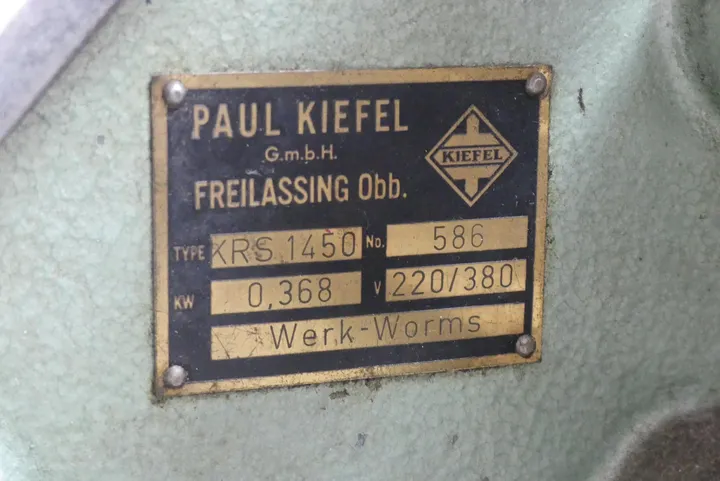 PAUL KIEFEL
G.m.b.H.
KIEFEL
FREILASSING Obb.
TYPE KRS 1450 No. 586
KW 0,368 V 220/380
Werk-Worms